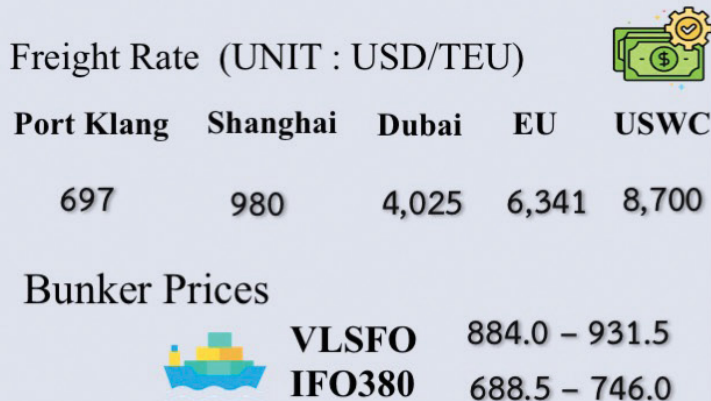 Freight Rate (UNIT : USD/TEU)
$
Port Klang Shanghai Dubai EU USWC
697 980 4,025 6,341 8,700
Bunker Prices
VLSFO 884.0 – 931.5
IFO380 688.5 – 746.0